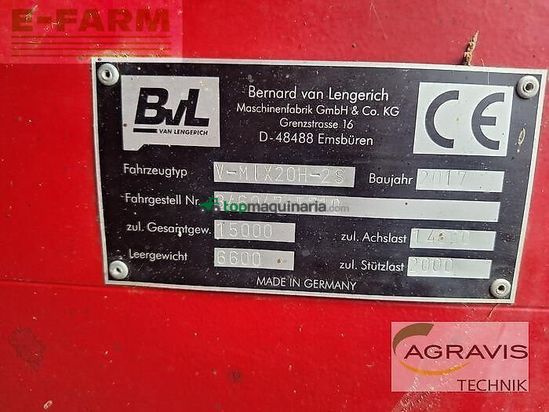 E-FARM
BvL
VAN LENGERICH
Bernard van Lengerich
Maschinenfabrik GmbH & Co. KG
Grenzstrasse 16
D-48488 Emsbüren
CE
Fahrzeugtyp V-MIX20H-2S Baujahr 2017
Fahrgestell Nr.
topmaquinaria.com
zul. Gesamtgew. 15000 zul. Achslast
Leergewicht 6600 zul. Stützlast 2000
MADE IN GERMANY
AGRAVIS
TECHNIK